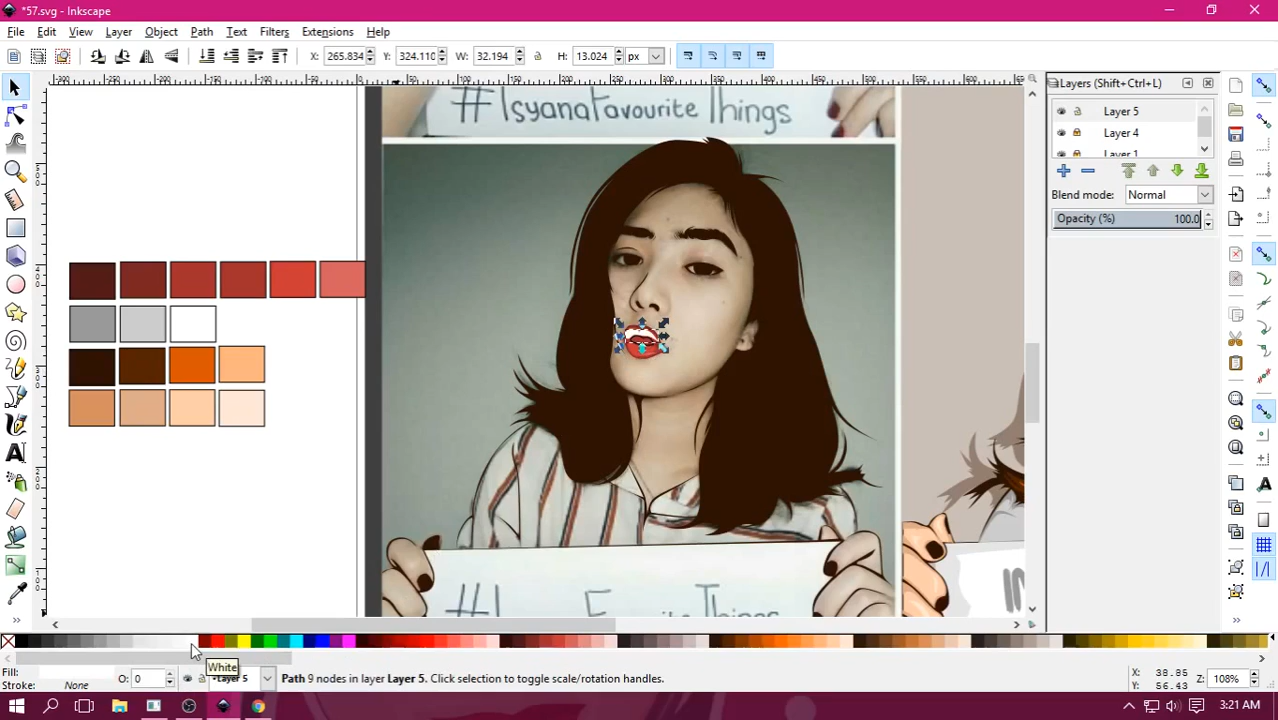 *57.svg - Inkscape
File Edit View Layer Object Path Text Filters Extensions Help
X: 265.834 Y: 324.110 W: 32.194 H: 13.024 px
Layers (Shift+Ctrl+L)
Layer 5
Layer 4
Layer 1
Blend mode: Normal
Opacity (%) 100.0
#IsyanaFavouriteThings
White
Fill:
Stroke: None
O: 0
Layer 5
Path 9 nodes in layer Layer 5. Click selection to toggle scale/rotation handles.
X: 38.85
Y: 56.43
Z: 108%
3:21 AM